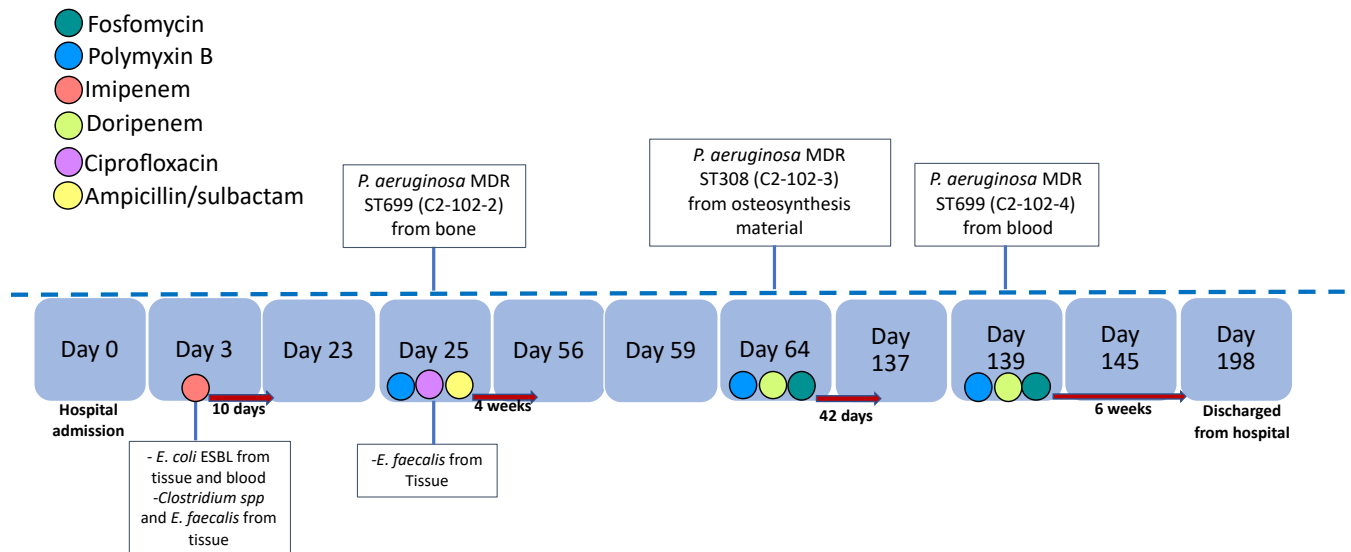 Fosfomycin
Polymyxin B
Imipenem
Doripenem
Ciprofloxacin
Ampicillin/sulbactam
P. aeruginosa MDR
ST699 (C2-102-2)
from bone
P. aeruginosa MDR
ST308 (C2-102-3)
from osteosynthesis
material
P. aeruginosa MDR
ST699 (C2-102-4)
from blood
Day 0
Day 3
Day 23
Day 25
Day 56
Day 59
Day 64
Day
137
Day
139
Day
145
Day
198
Hospital
admission
10 days
4 weeks
42 days
6 weeks
Discharged
from hospital
- E. coli ESBL from
tissue and blood
-Clostridium spp
and E. faecalis from
tissue
-E. faecalis from
Tissue